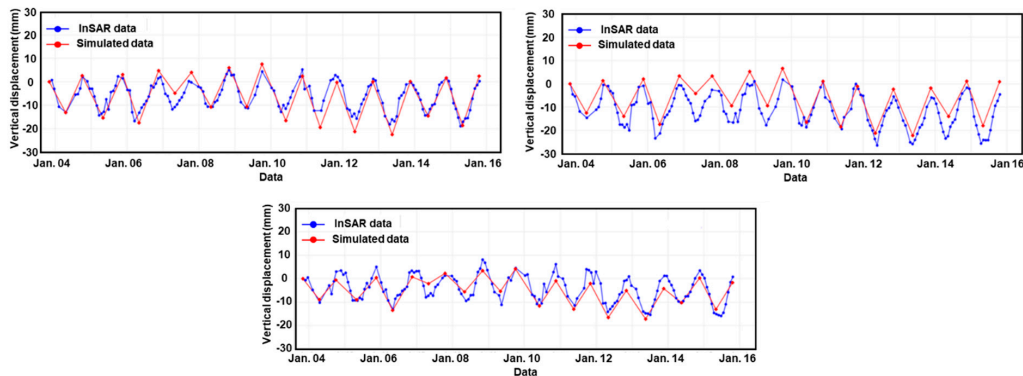 30
20
10
0
-10
-20
-30
Vertical displacement (mm)
InSAR data
Simulated data
Jan. 04 Jan. 06 Jan. 08 Jan. 10 Jan. 12 Jan. 14 Jan. 16
Data
30
20
10
0
-10
-20
-30
Vertical displacement (mm)
InSAR data
Simulated data
Jan. 04 Jan. 06 Jan. 08 Jan. 10 Jan. 12 Jan. 14 Jan. 16
Data
30
20
10
0
-10
-20
-30
Vertical displacement (mm)
InSAR data
Simulated data
Jan. 04 Jan. 06 Jan. 08 Jan. 10 Jan. 12 Jan. 14 Jan. 16
Data